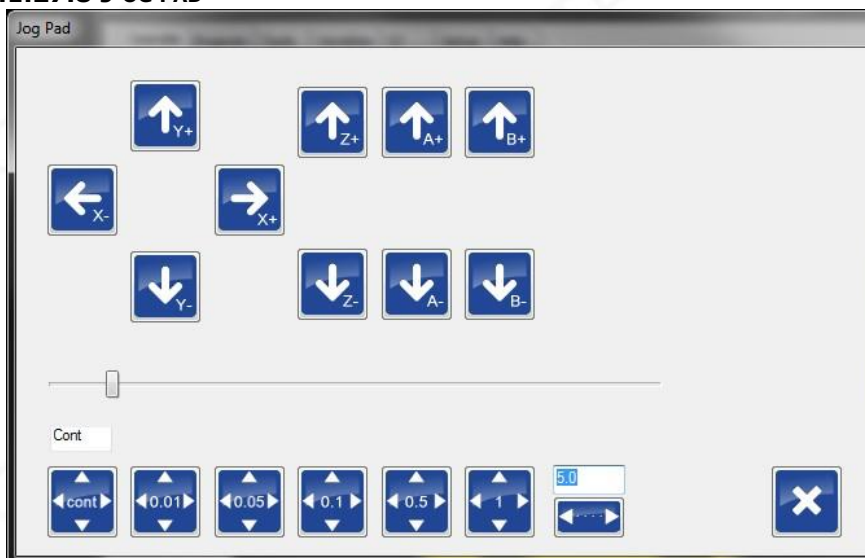 Jog Pad
Y+
Z+ A+ B+
X- X+
Y-
Z- A- B-
Cont
5.0
cont 0.01 0.05 0.1 0.5 1